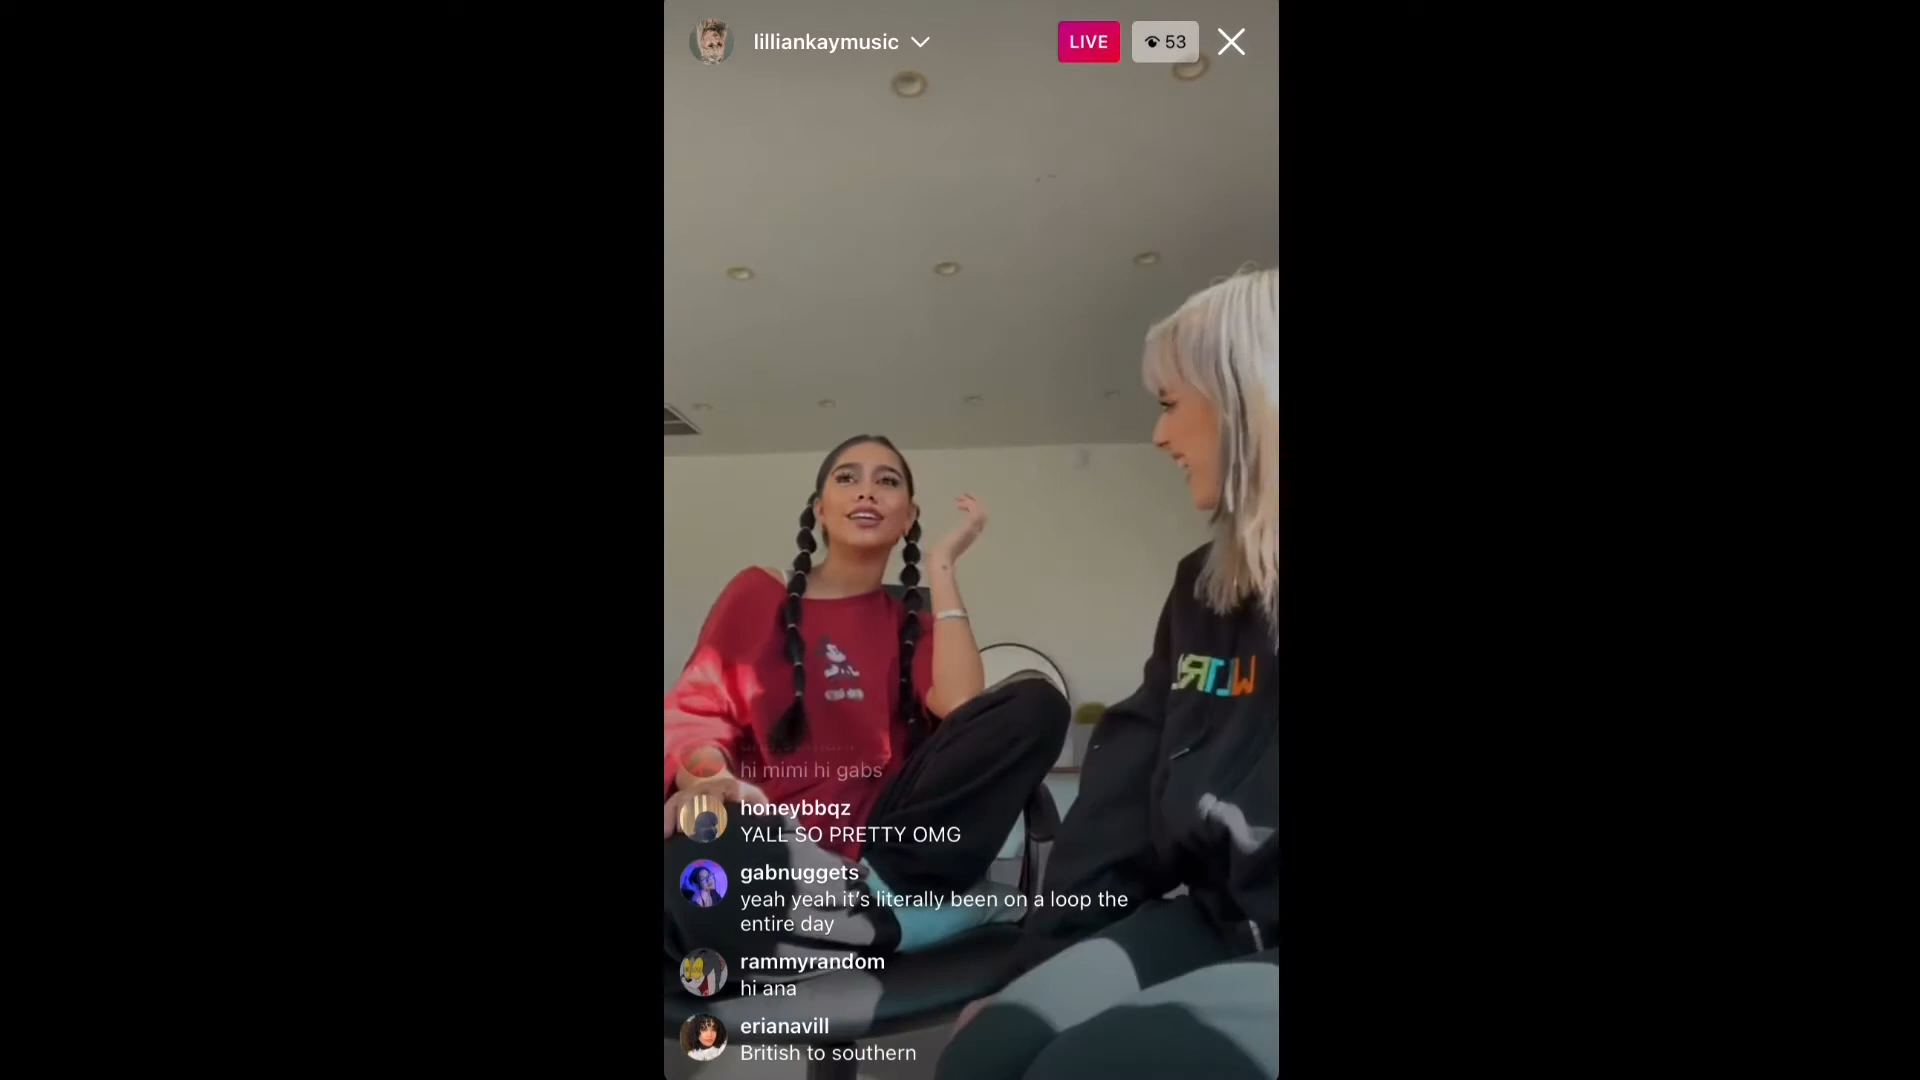 lilliankaymusic
LIVE
53
hi mimi hi gabs
honeybbqz
YALL SO PRETTY OMG
gabnuggets
yeah yeah it's literally been on a loop the
entire day
rammyrandom
hi ana
erianavill
British to southern